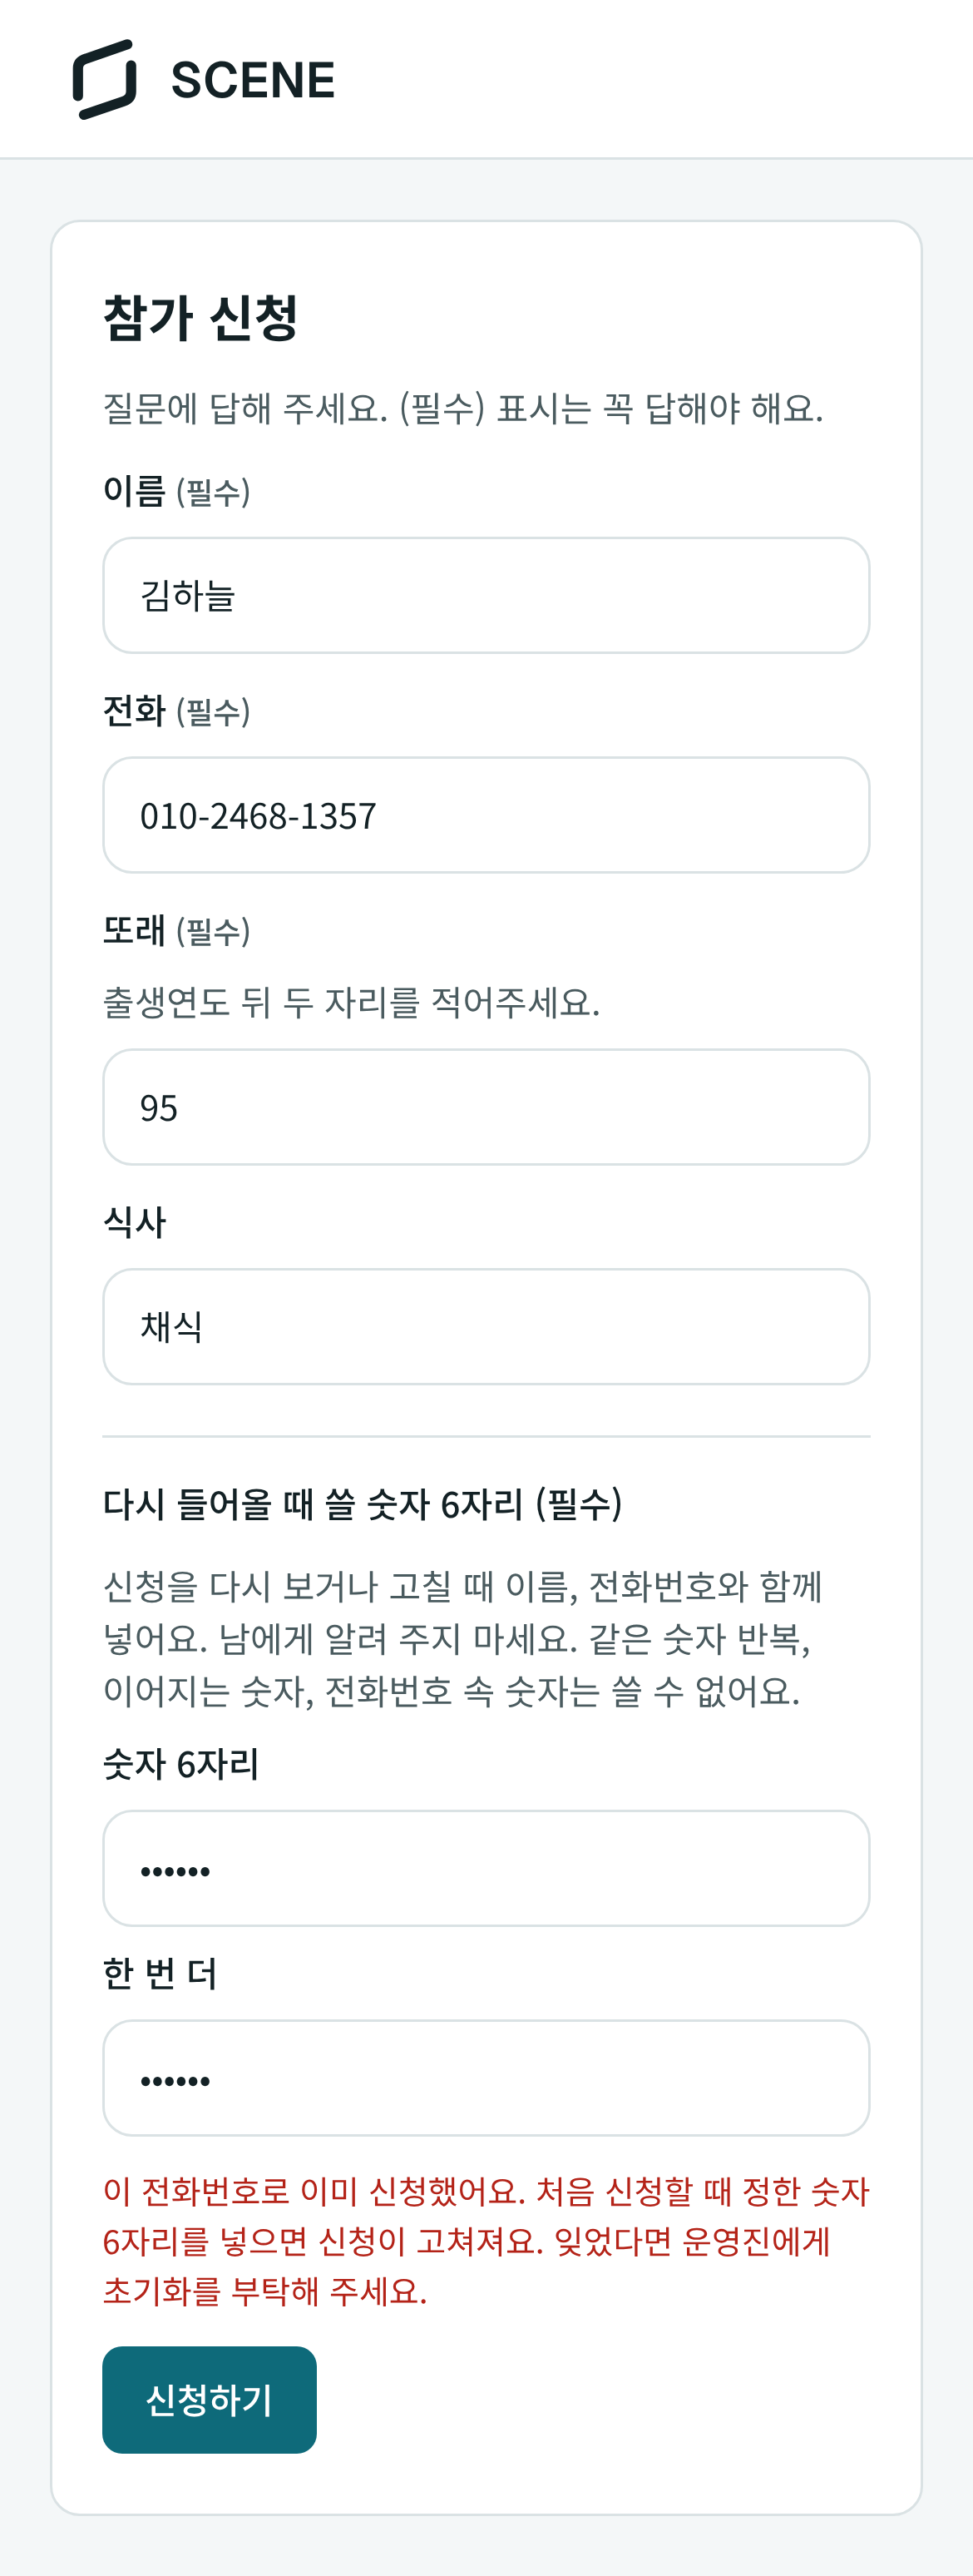 SCENE
참가 신청
질문에 답해 주세요. (필수) 표시는 꼭 답해야 해요.
이름 (필수)
김하늘
전화 (필수)
010-2468-1357
또래 (필수)
출생연도 뒤 두 자리를 적어주세요.
95
식사
채식
다시 들어올 때 쓸 숫자 6자리 (필수)
신청을 다시 보거나 고칠 때 이름, 전화번호와 함께
넣어요. 남에게 알려 주지 마세요. 같은 숫자 반복,
이어지는 숫자, 전화번호 속 숫자는 쓸 수 없어요.
숫자 6자리
••••••
한 번 더
••••••
이 전화번호로 이미 신청했어요. 처음 신청할 때 정한 숫자
6자리를 넣으면 신청이 고쳐져요. 잊었다면 운영진에게
초기화를 부탁해 주세요.
신청하기